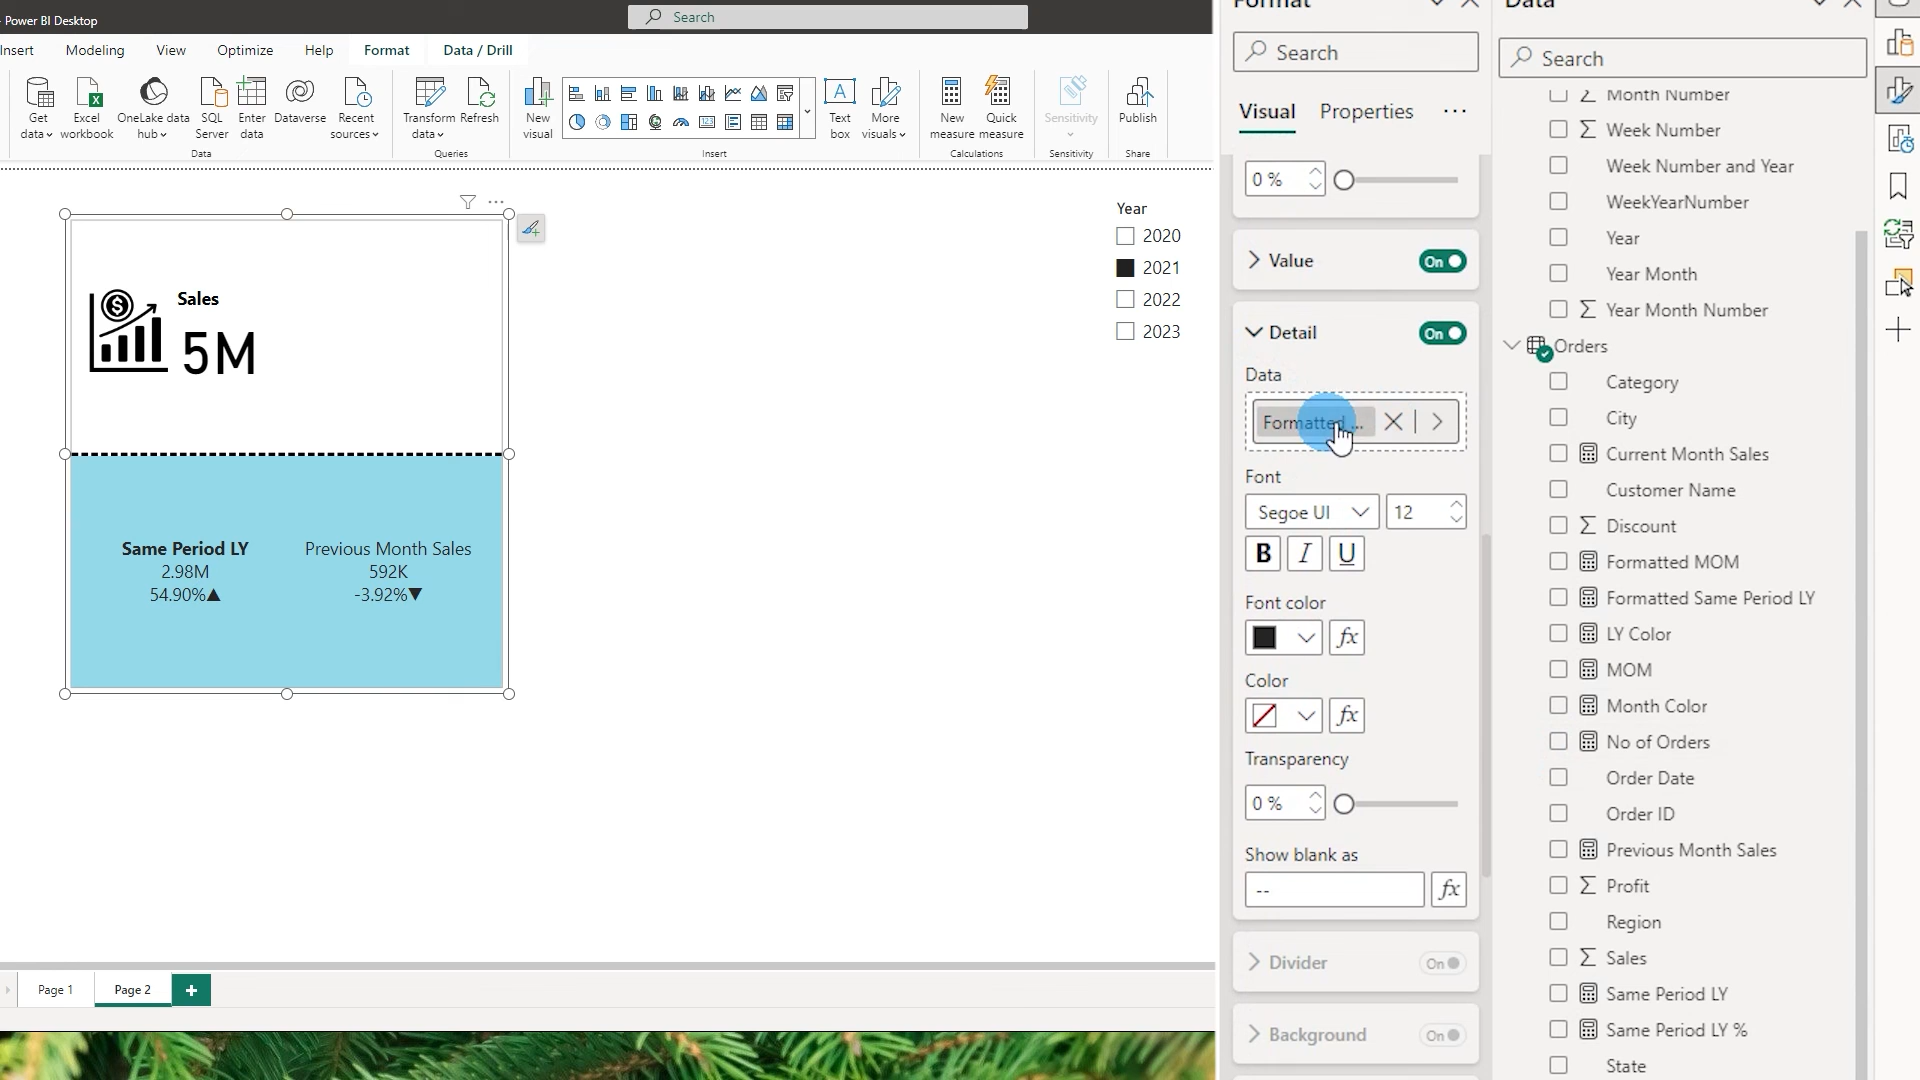 Power BI Desktop
Search
Insert
Modeling
View
Optimize
Help
Format
Data / Drill
Get data
Excel workbook
OneLake data hub
SQL Server
Enter data
Dataverse
Recent sources
Transform data
Refresh
New visual
Text box
More visuals
New measure
Quick measure
Sensitivity
Publish
Data
Queries
Insert
Calculations
Sensitivity
Share
Sales
5M
Same Period LY
2.98M
54.90%▲
Previous Month Sales
592K
-3.92%▼
Year
2020
2021
2022
2023
Page 1
Page 2
Format
Search
Visual
Properties
0 %
Value
On
Detail
On
Data
Formatted ...
Font
Segoe UI
12
B
I
U
Font color
fx
Color
fx
Transparency
0 %
Show blank as
--
fx
Divider
On
Background
On
Data
Search
Month Number
Week Number
Week Number and Year
WeekYearNumber
Year
Year Month
Year Month Number
Orders
Category
City
Current Month Sales
Customer Name
Discount
Formatted MOM
Formatted Same Period LY
LY Color
MOM
Month Color
No of Orders
Order Date
Order ID
Previous Month Sales
Profit
Region
Sales
Same Period LY
Same Period LY %
State